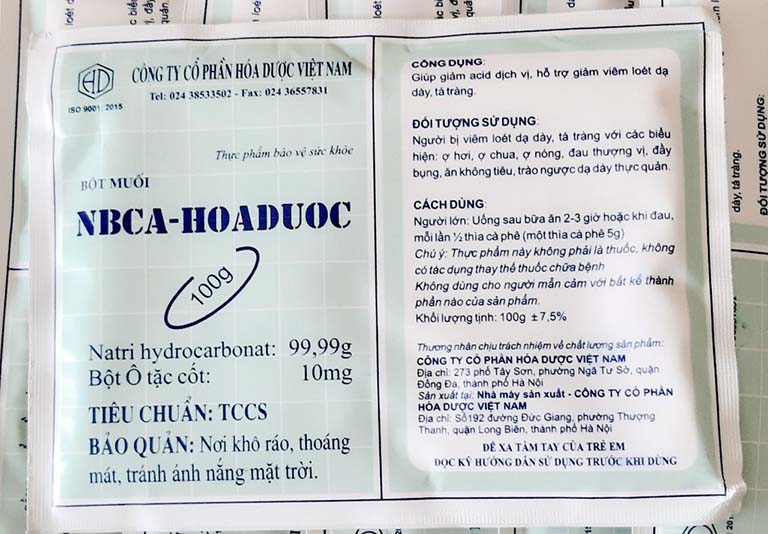 HD
ISO 9001: 2015
CÔNG TY CỔ PHẦN HÓA DƯỢC VIỆT NAM
Tel: 024 38533502 - Fax: 024 36557831
Thực phẩm bảo vệ sức khỏe
BỘT MUỐI
NBCA-HOADUOC
100g
Natri hydrocarbonat: 99,99g
Bột Ô tặc cốt: 10mg
TIÊU CHUẨN: TCCS
BẢO QUẢN: Nơi khô ráo, thoáng
mát, tránh ánh nắng mặt trời.
CÔNG DỤNG:
Giúp giảm acid dịch vị, hỗ trợ giảm viêm loét dạ
dày, tá tràng.
ĐỐI TƯỢNG SỬ DỤNG:
Người bị viêm loét dạ dày, tá tràng với các biểu
hiện: ợ hơi, ợ chua, ợ nóng, đau thượng vị, đầy
bụng, ăn không tiêu, trào ngược dạ dày thực quản.
CÁCH DÙNG:
Người lớn: Uống sau bữa ăn 2-3 giờ hoặc khi đau,
mỗi lần ½ thìa cà phê (một thìa cà phê 5g)
Chú ý: Thực phẩm này không phải là thuốc, không
có tác dụng thay thế thuốc chữa bệnh
Không dùng cho người mẫn cảm với bất kể thành
phần nào của sản phẩm.
Khối lượng tịnh: 100g ±7,5%
Thương nhân chịu trách nhiệm về chất lượng sản phẩm:
CÔNG TY CỔ PHẦN HÓA DƯỢC VIỆT NAM
Địa chỉ: 273 phố Tây Sơn, phường Ngã Tư Sở, quận
Đống Đa, thành phố Hà Nội
Sản xuất tại: Nhà máy sản xuất - CÔNG TY CỔ PHẦN
HÓA DƯỢC VIỆT NAM
Địa chỉ: Số192 đường Đức Giang, phường Thượng
Thanh, quận Long Biên, thành phố Hà Nội
ĐỂ XA TẦM TAY CỦA TRẺ EM
ĐỌC KỸ HƯỚNG DẪN SỬ DỤNG TRƯỚC KHI DÙNG
dày, tá tràng.
ĐỐI TƯỢNG SỬ DỤNG: